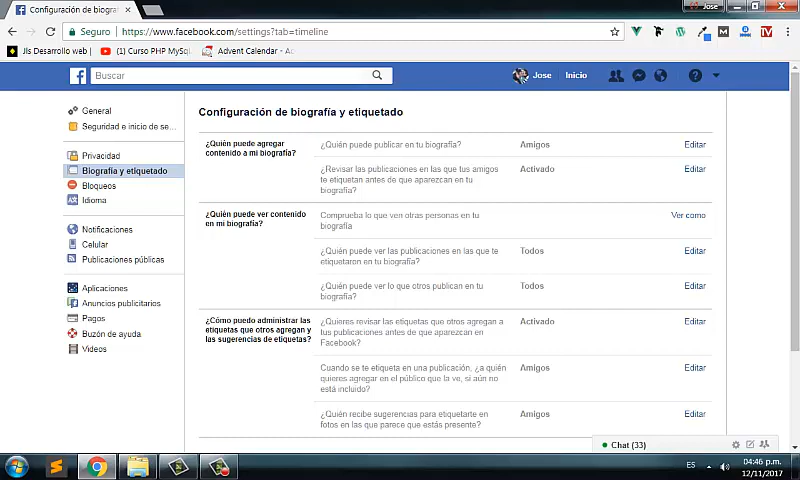 Configuración de biograf
Jose
Seguro
https://www.facebook.com/settings?tab=timeline
Jls Desarrollo web |
(1) Curso PHP MySQL
Advent Calendar -
Buscar
Jose
Inicio
General
Seguridad e inicio de se...
Privacidad
Biografía y etiquetado
Bloqueos
Idioma
Notificaciones
Celular
Publicaciones públicas
Aplicaciones
Anuncios publicitarios
Pagos
Buzón de ayuda
Videos
Configuración de biografía y etiquetado
¿Quién puede agregar
contenido a mi biografía?
¿Quién puede publicar en tu biografía?
Amigos
Editar
¿Revisar las publicaciones en las que tus amigos
te etiquetan antes de que aparezcan en tu
biografía?
Activado
Editar
¿Quién puede ver contenido
en mi biografía?
Comprueba lo que ven otras personas en tu
biografía
Ver como
¿Quién puede ver las publicaciones en las que te
etiquetaron en tu biografía?
Todos
Editar
¿Quién puede ver lo que otros publican en tu
biografía?
Todos
Editar
¿Cómo puedo administrar las
etiquetas que otros agregan y
las sugerencias de etiquetas?
¿Quieres revisar las etiquetas que otros agregan a
tus publicaciones antes de que aparezcan en
Facebook?
Activado
Editar
Cuando se te etiqueta en una publicación, ¿a quién
quieres agregar en el público que la ve, si aún no
está incluido?
Amigos
Editar
¿Quién recibe sugerencias para etiquetarte en
fotos en las que parece que estás presente?
Amigos
Editar
Chat (33)
ES
04:46 p.m.
12/11/2017